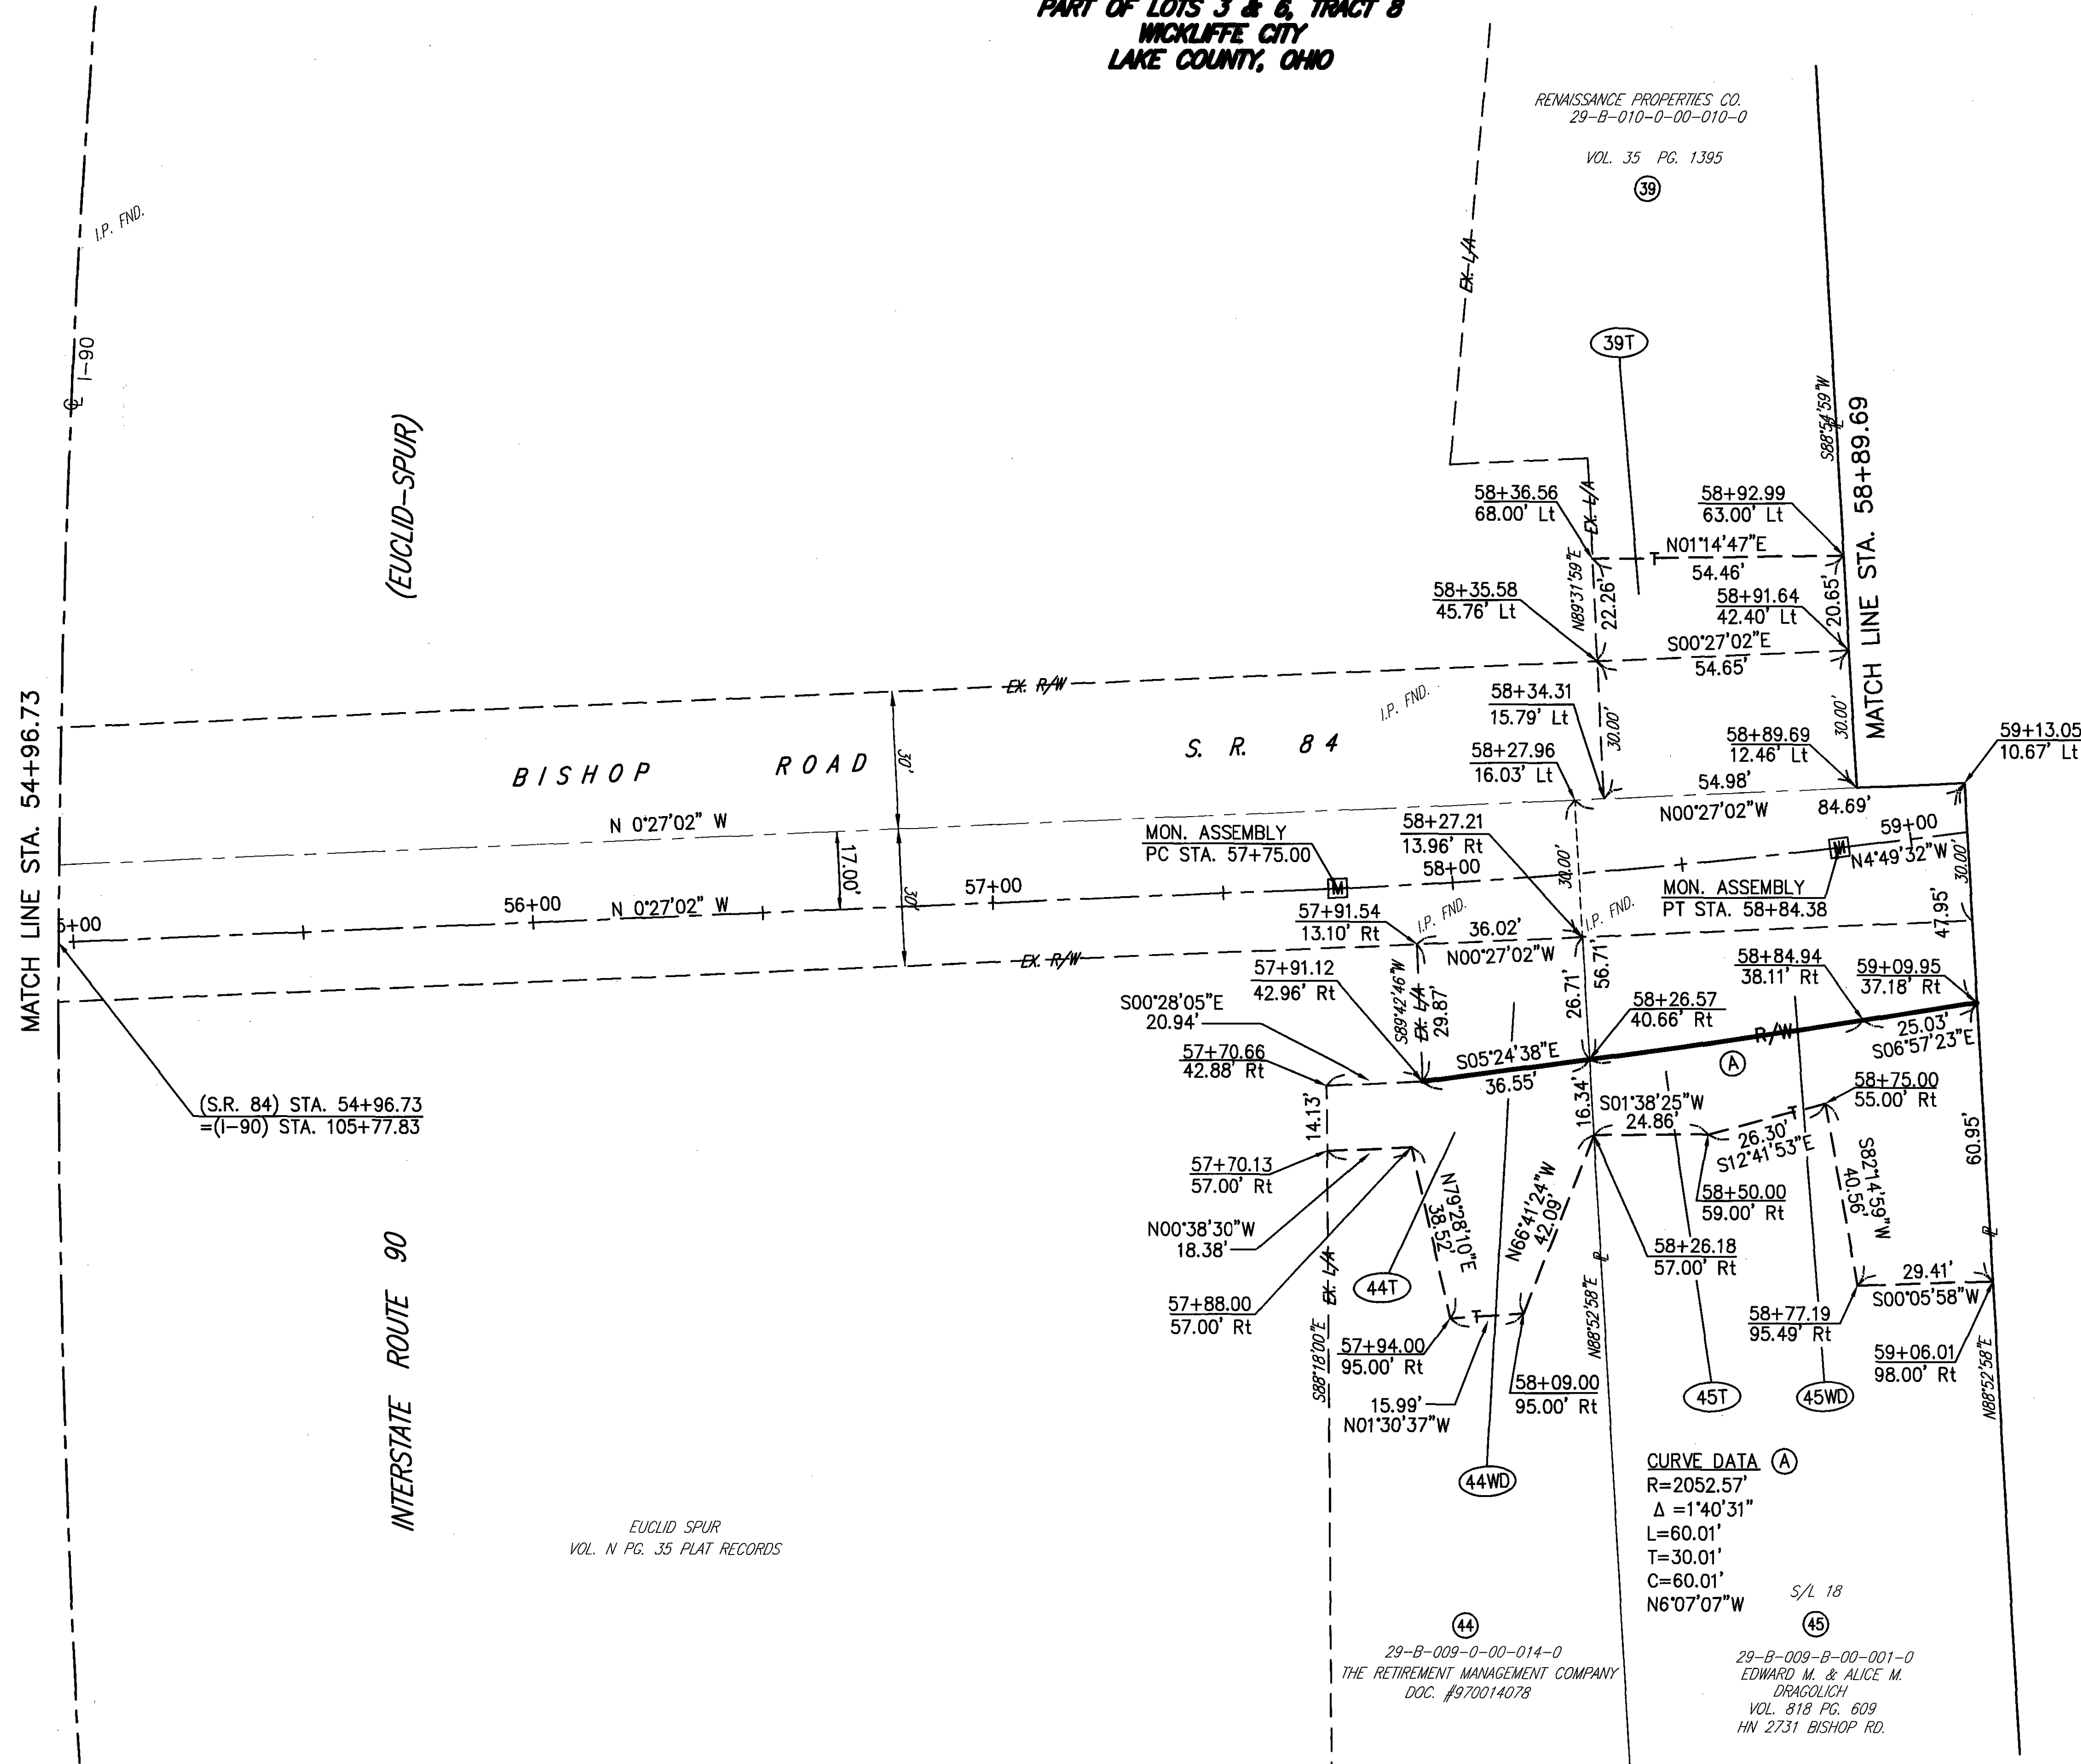 PART OF LOTS 3 & 6, TRACT 8
WICKLIFFE CITY
LAKE COUNTY, OHIO
RENAISSANCE PROPERTIES CO.
29-B-010-0-00-010-0
VOL. 35 PG. 1395
39
I.P. FND.
℄ I-90
(EUCLID-SPUR)
EX. L/A
39T
S88°54'59"W
℄
MATCH LINE STA. 58+89.69
58+36.56
68.00' Lt
EX. L/A
58+92.99
63.00' Lt
N01°14'47"E
T
54.46'
N89°31'59"E
22.26'
20.65'
58+35.58
45.76' Lt
58+91.64
42.40' Lt
S00°27'02"E
54.65'
MATCH LINE STA. 54+96.73
EX. R/W
I.P. FND.
58+34.31
15.79' Lt
30.00'
30.00'
BISHOP ROAD
30'
S. R. 84
58+27.96
16.03' Lt
58+89.69
12.46' Lt
59+13.05
10.67' Lt
54.98'
N00°27'02"W
84.69'
N 0°27'02" W
17.00'
30'
MON. ASSEMBLY
PC STA. 57+75.00
M
58+27.21
13.96' Rt
58+00
30.00'
M
59+00
N4°49'32"W
30.00'
MON. ASSEMBLY
PT STA. 58+84.38
5+00
56+00
N 0°27'02" W
57+00
57+91.54
13.10' Rt
I.P. FND.
36.02'
N00°27'02"W
I.P. FND.
47.95'
EX. R/W
57+91.12
42.96' Rt
S89°42'46"W
EX. L/A
29.87'
26.71'
56.71'
58+84.94
38.11' Rt
59+09.95
37.18' Rt
S00°28'05"E
20.94'
58+26.57
40.66' Rt
R/W
25.03'
S06°57'23"E
57+70.66
42.88' Rt
S05°24'38"E
36.55'
A
(S.R. 84) STA. 54+96.73
=(I-90) STA. 105+77.83
14.13'
16.34'
S01°38'25"W
24.86'
T
26.30'
S12°41'53"E
58+75.00
55.00' Rt
60.95'
57+70.13
57.00' Rt
N00°38'30"W
18.38'
N79°28'10"E
38.52'
N66°41'24"W
42.09'
58+50.00
59.00' Rt
S82°14'59"W
40.56'
INTERSTATE ROUTE 90
EX. L/A
S88°18'00"E
44T
58+26.18
57.00' Rt
℄
57+88.00
57.00' Rt
T
N88°52'58"E
℄
29.41'
S00°05'58"W
57+94.00
95.00' Rt
58+77.19
95.49' Rt
59+06.01
98.00' Rt
15.99'
N01°30'37"W
58+09.00
95.00' Rt
45T
45WD
N88°52'58"E
44WD
CURVE DATA A
R=2052.57'
Δ =1°40'31"
L=60.01'
T=30.01'
C=60.01'
N6°07'07"W
EUCLID SPUR
VOL. N PG. 35 PLAT RECORDS
S/L 18
44
29-B-009-0-00-014-0
THE RETIREMENT MANAGEMENT COMPANY
DOC. #970014078
45
29-B-009-B-00-001-0
EDWARD M. & ALICE M.
DRAGOLICH
VOL. 818 PG. 609
HN 2731 BISHOP RD.